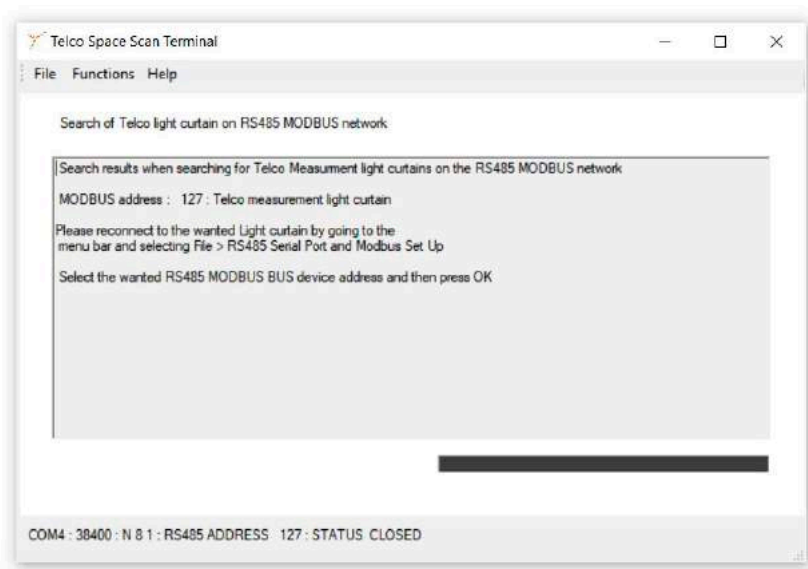 Telco Space Scan Terminal
File Functions Help
Search of Telco light curtain on RS485 MODBUS network
Search results when searching for Telco Measurment light curtains on the RS485 MODBUS network
MODBUS address : 127 : Telco measurement light curtain
Please reconnect to the wanted Light curtain by going to the
menu bar and selecting File > RS485 Serial Port and Modbus Set Up
Select the wanted RS485 MODBUS BUS device address and then press OK
COM4 : 38400 : N 8 1 : RS485 ADDRESS 127 : STATUS CLOSED